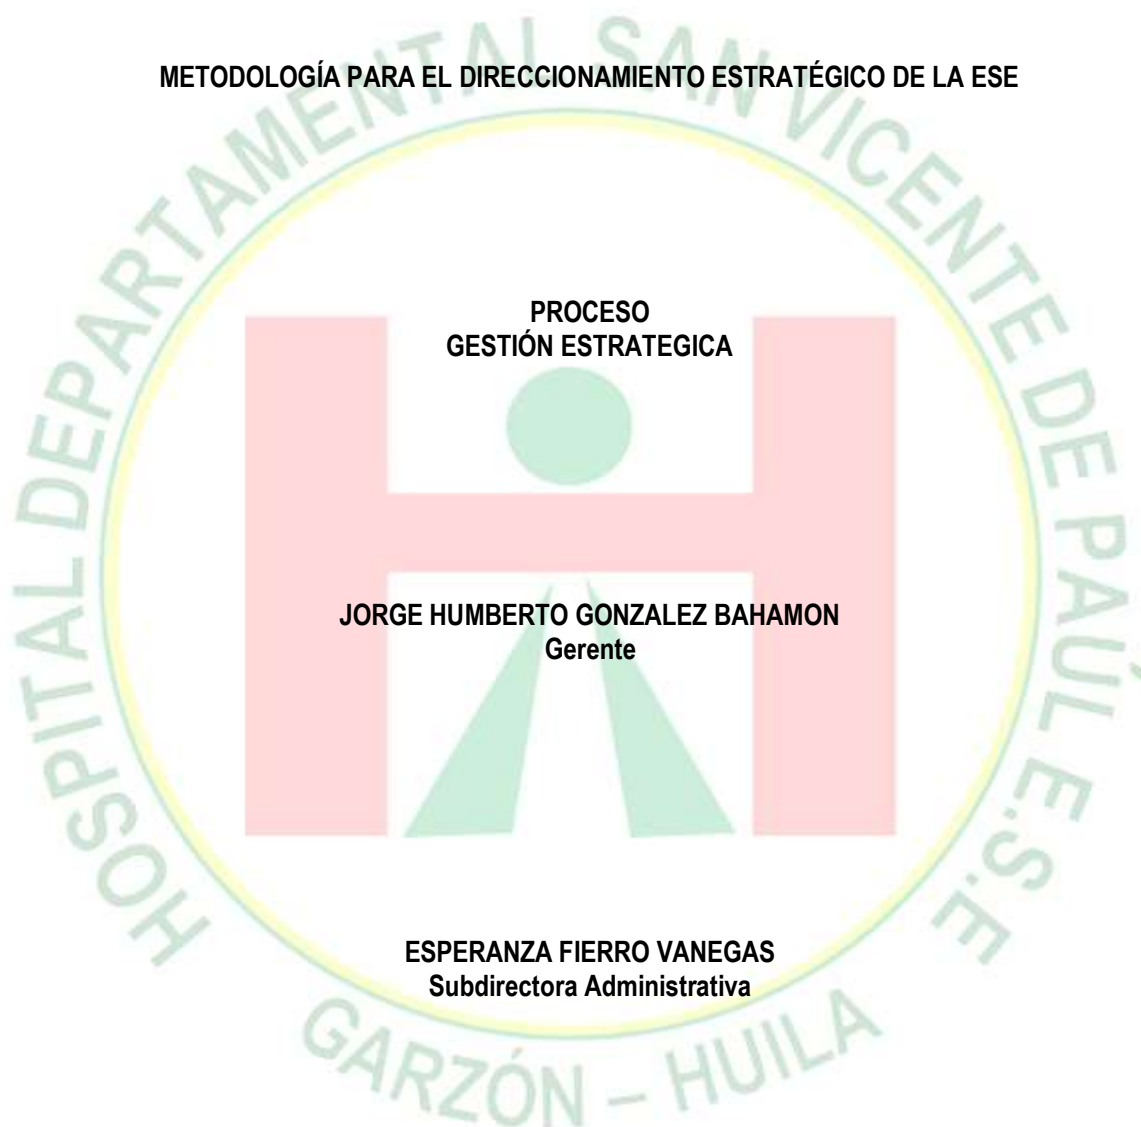 METODOLOGÍA PARA EL DIRECCIONAMIENTO ESTRATÉGICO DE LA ESE
PROCESO
GESTIÓN ESTRATEGICA
JORGE HUMBERTO GONZALEZ BAHAMON
Gerente
ESPERANZA FIERRO VANEGAS
Subdirectora Administrativa
HOSPITAL DEPARTAMENTAL SAN VICENTE DE PAÚL E.S.E
GARZÓN – HUILA